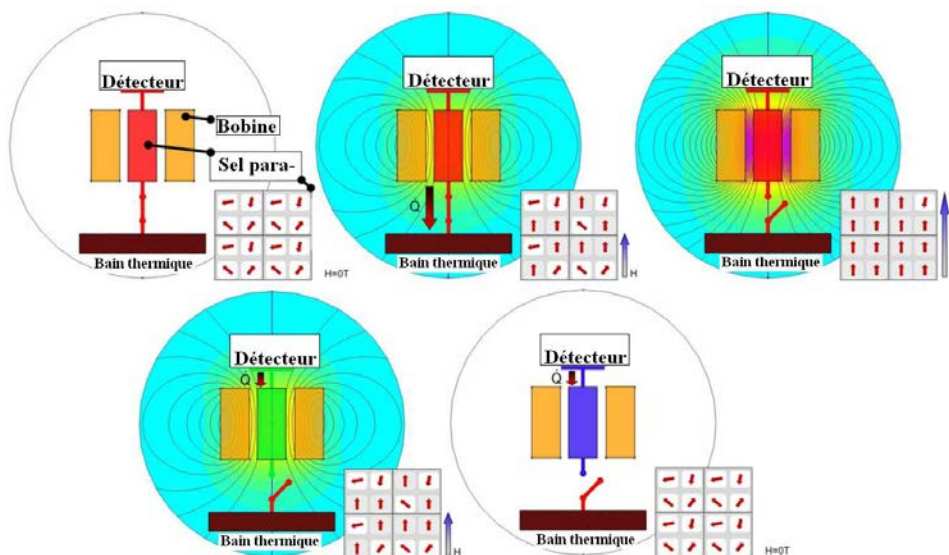 Détecteur
Bobine
Sel para-
Bain thermique
H=0T
Détecteur
Q̇
Bain thermique
H
Détecteur
Bain thermique
Détecteur
Q̇
Bain thermique
H
Détecteur
Q̇
Bain thermique
H=0T